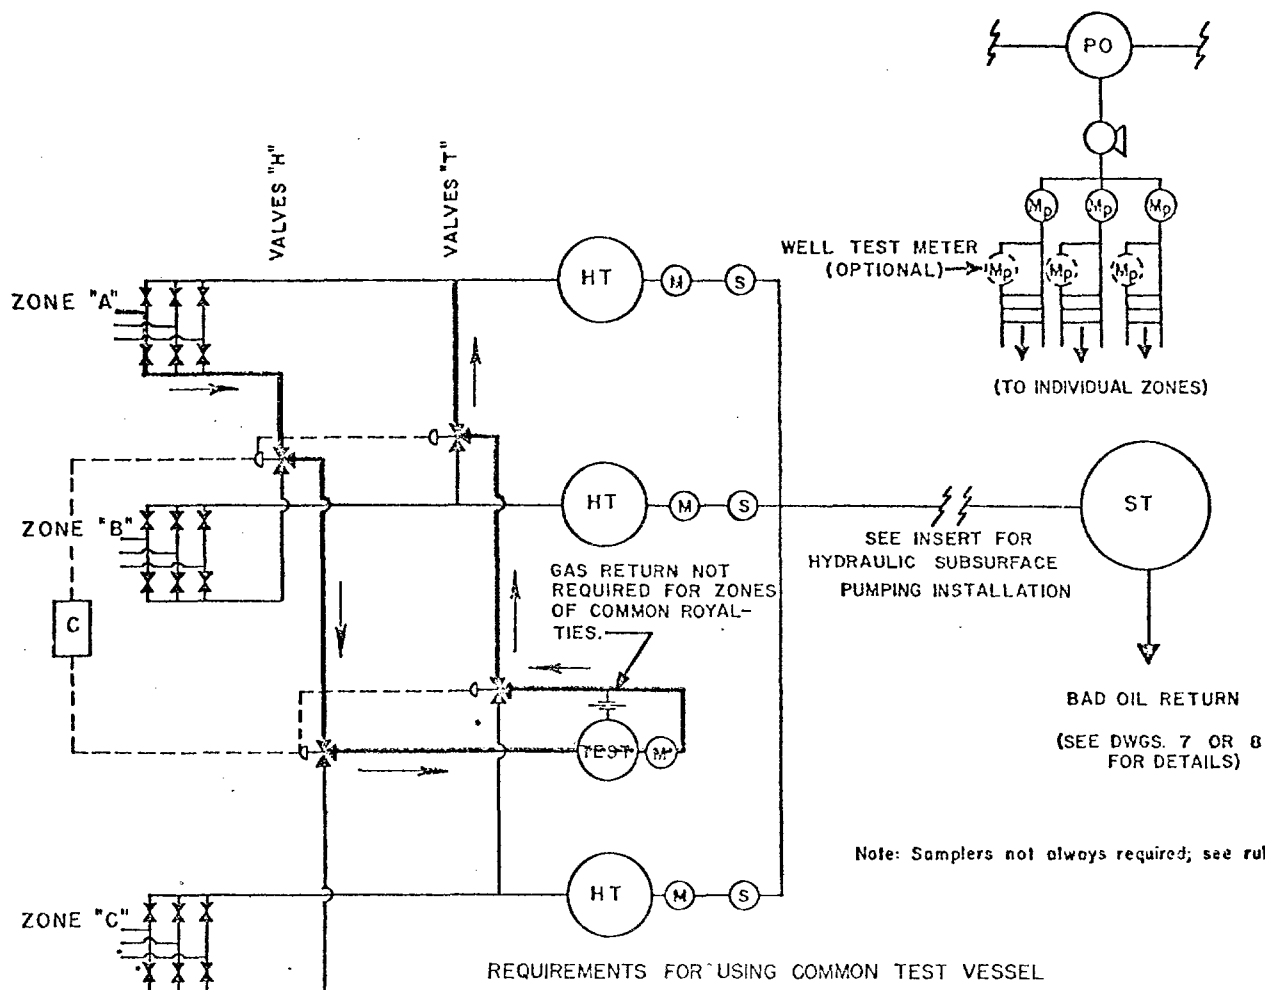 PO
VALVES "H"
VALVES "T"
Mp
Mp
Mp
WELL TEST METER
(OPTIONAL)
Mp
Mp
Mp
HT
M
S
ZONE "A"
(TO INDIVIDUAL ZONES)
HT
M
S
ST
ZONE "B"
SEE INSERT FOR
HYDRAULIC SUBSURFACE
PUMPING INSTALLATION
GAS RETURN NOT
REQUIRED FOR ZONES
OF COMMON ROYAL-
TIES.
C
BAD OIL RETURN
(SEE DWGS. 7 OR 8
FOR DETAILS)
TEST
M
Note: Samplers not always required; see rul
HT
M
S
ZONE "C"
REQUIREMENTS FOR USING COMMON TEST VESSEL